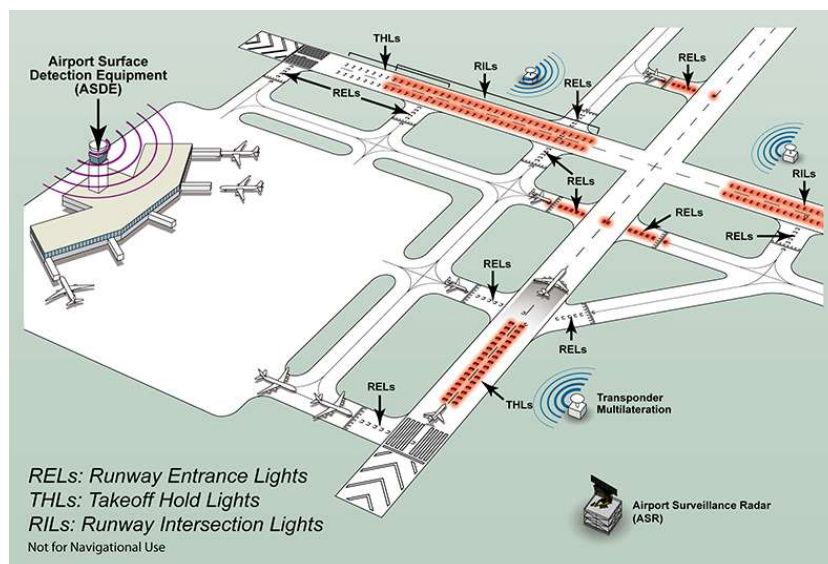 THLs
Airport Surface
Detection Equipment
(ASDE)
RILs
RELs
RELs
RELs
RILs
RELs
RELs
RELs
RELs
RELs
RELs
THLs
Transponder
Multilateration
RELs: Runway Entrance Lights
THLs: Takeoff Hold Lights
RILs: Runway Intersection Lights
Not for Navigational Use
Airport Surveillance Radar
(ASR)